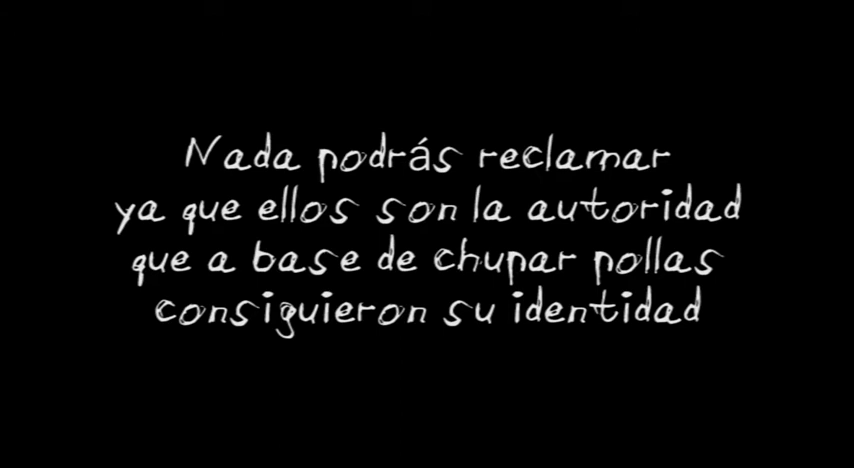 Nada podrás reclamar
ya que ellos son la autoridad
que a base de chupar pollas
consiguieron su identidad